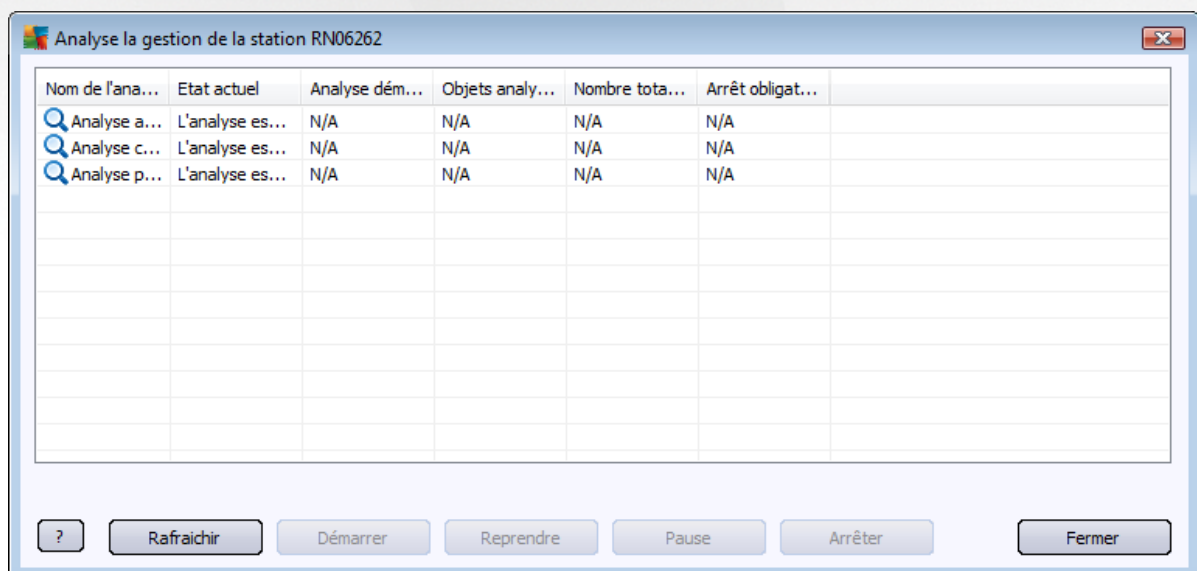 Analyse la gestion de la station RN06262
Nom de l'ana... Etat actuel Analyse dém... Objets analy... Nombre tota... Arrêt obligat...
Analyse a... L'analyse es... N/A N/A N/A N/A
Analyse c... L'analyse es... N/A N/A N/A N/A
Analyse p... L'analyse es... N/A N/A N/A N/A
? Rafraichir Démarrer Reprendre Pause Arrêter Fermer